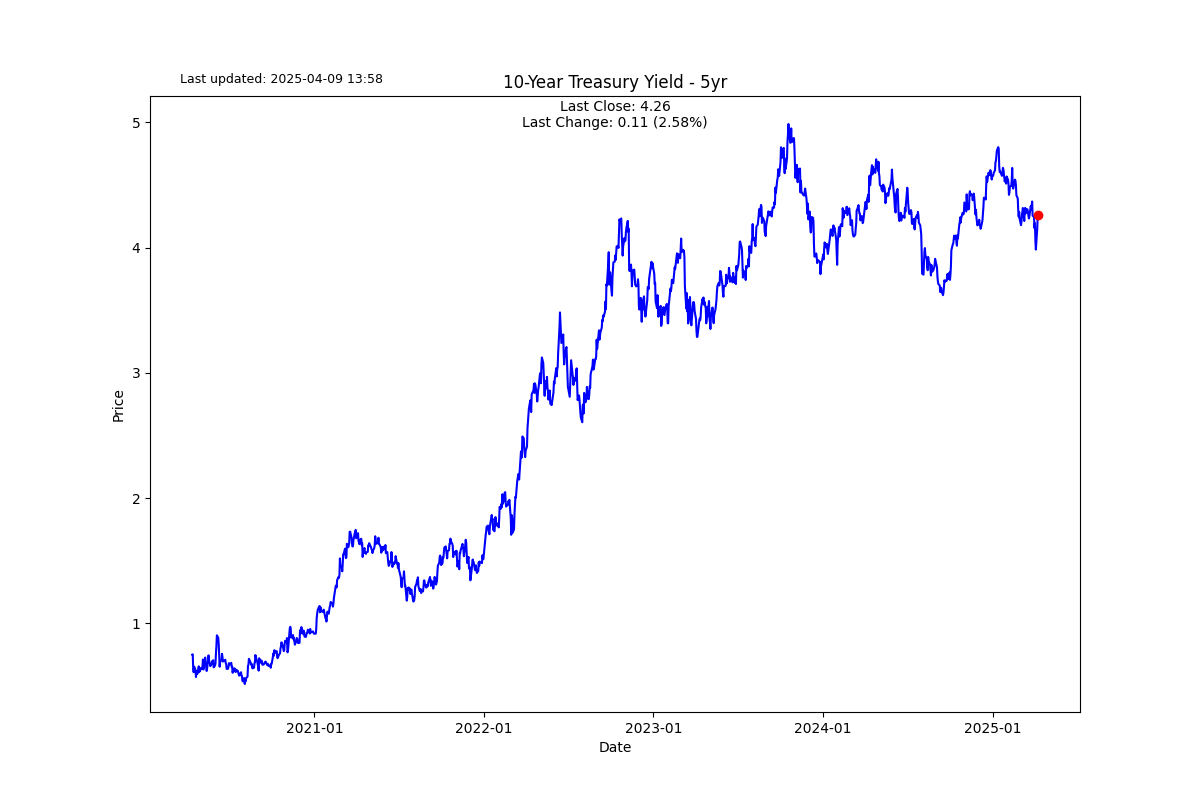 Last updated: 2025-04-09 13:58
10-Year Treasury Yield - 5yr
Last Close: 4.26
Last Change: 0.11 (2.58%)
5
4
3
2
1
Price
2021-01
2022-01
2023-01
2024-01
2025-01
Date